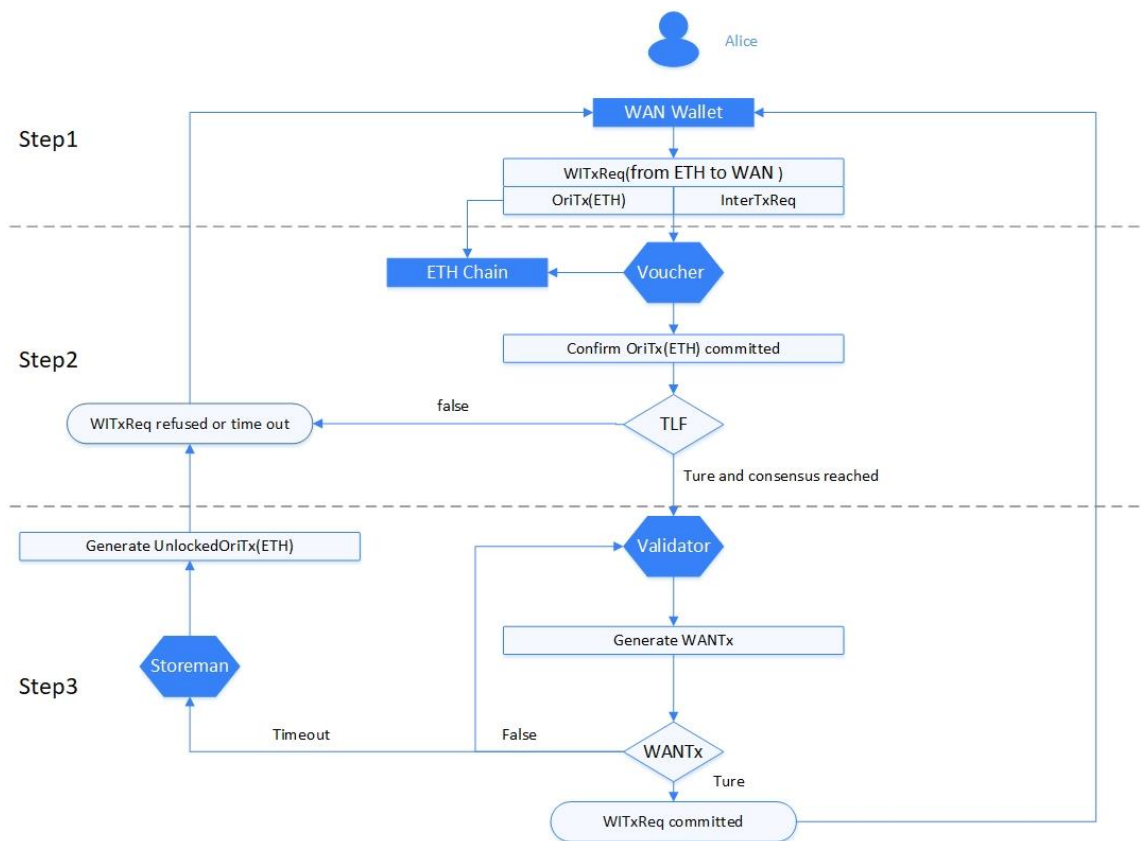 Alice
WAN Wallet
Step1
WITxReq(from ETH to WAN )
OriTx(ETH)
InterTxReq
ETH Chain
Voucher
Step2
Confirm OriTx(ETH) committed
false
WITxReq refused or time out
TLF
Ture and consensus reached
Generate UnlockedOriTx(ETH)
Validator
Generate WANTx
Storeman
Step3
Timeout
False
WANTx
Ture
WITxReq committed